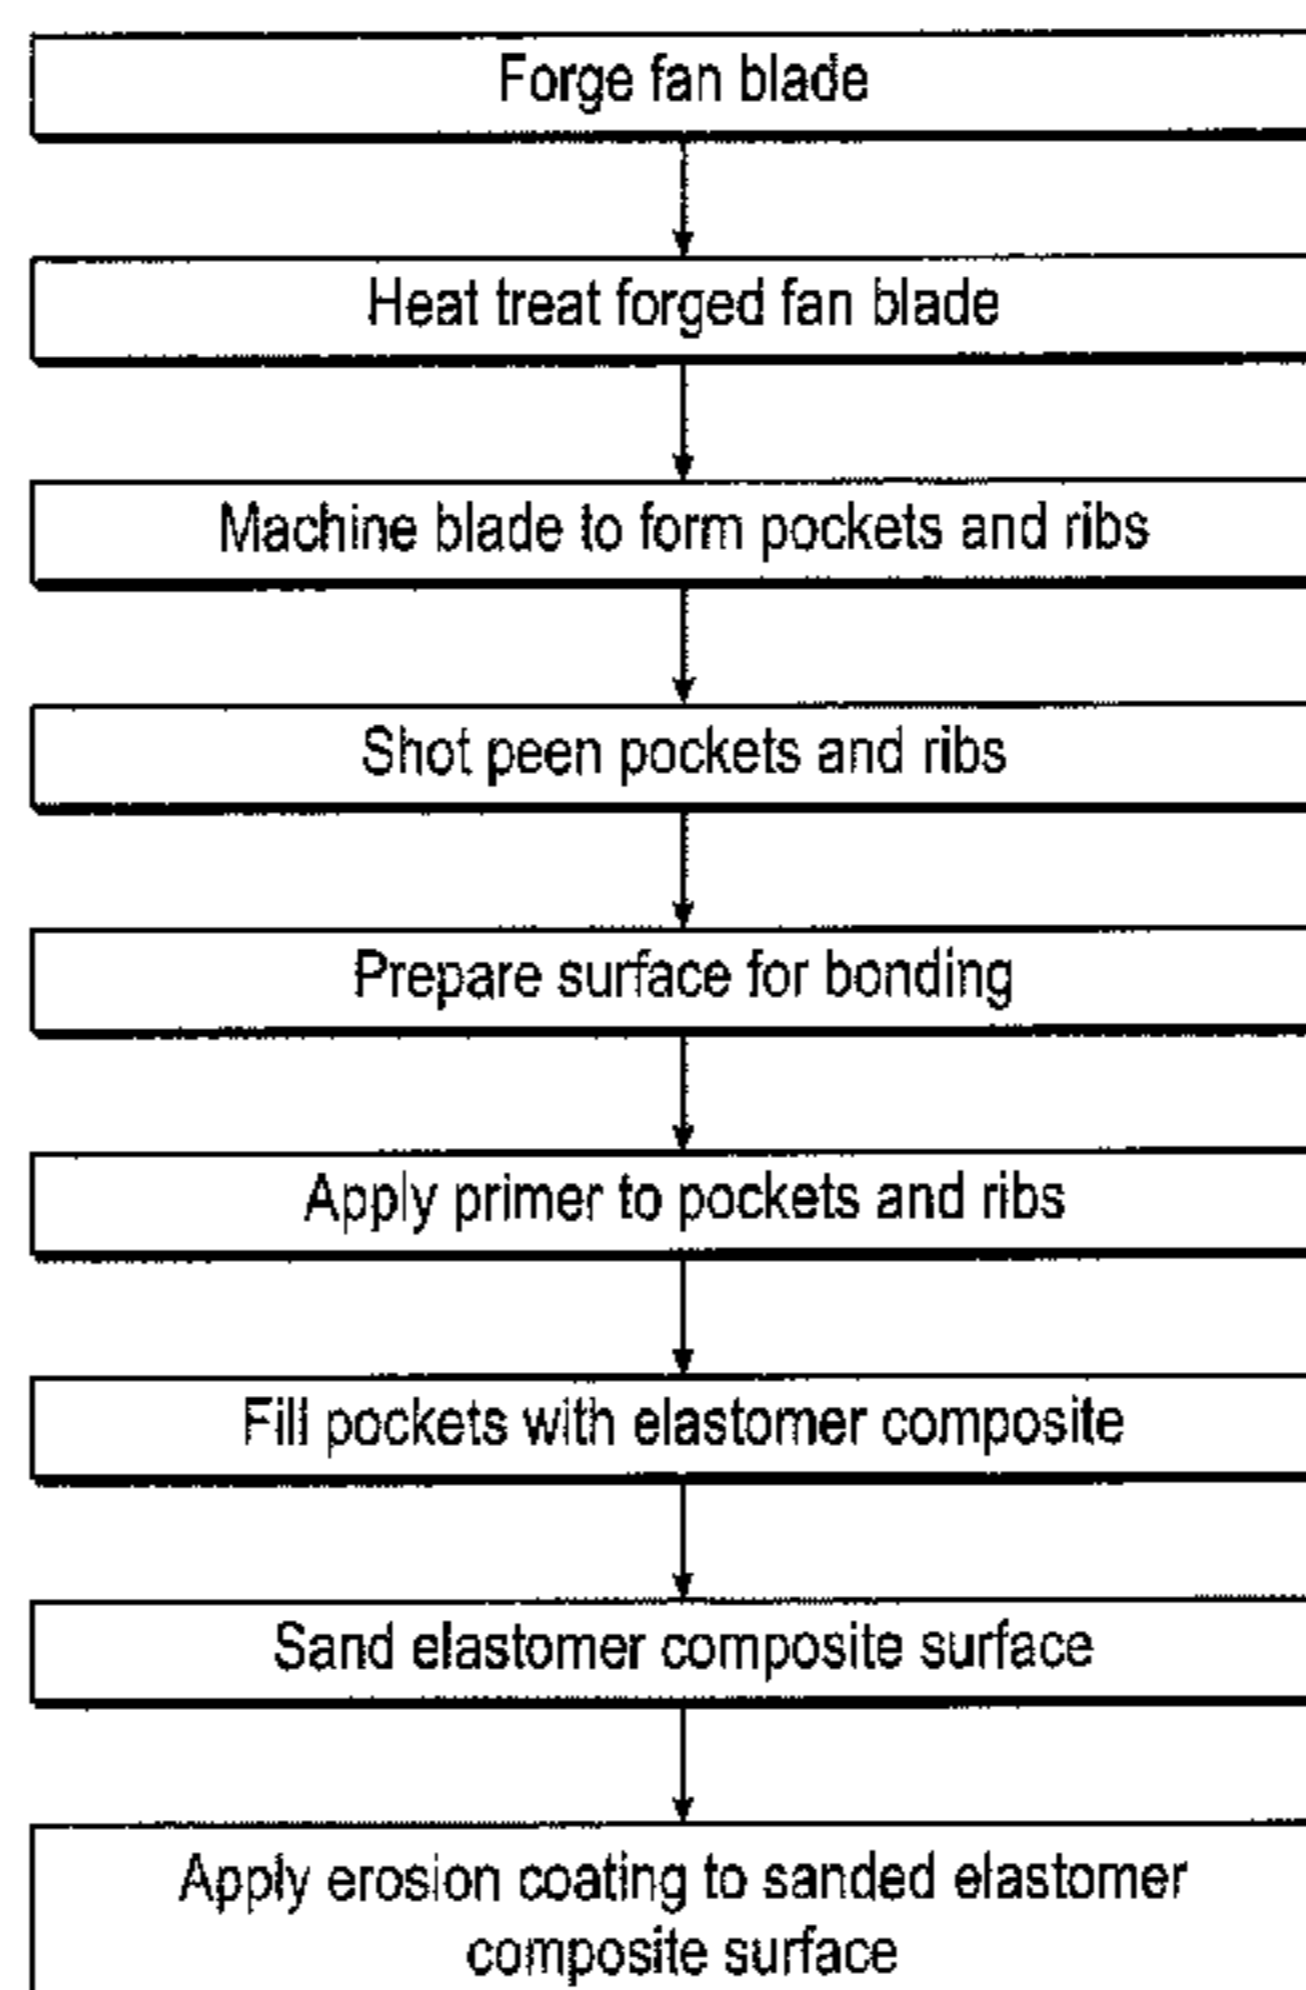 Forge fan blade
Heat treat forged fan blade
Machine blade to form pockets and ribs
Shot peen pockets and ribs
Prepare surface for bonding
Apply primer to pockets and ribs
Fill pockets with elastomer composite
Sand elastomer composite surface
Apply erosion coating to sanded elastomer
composite surface